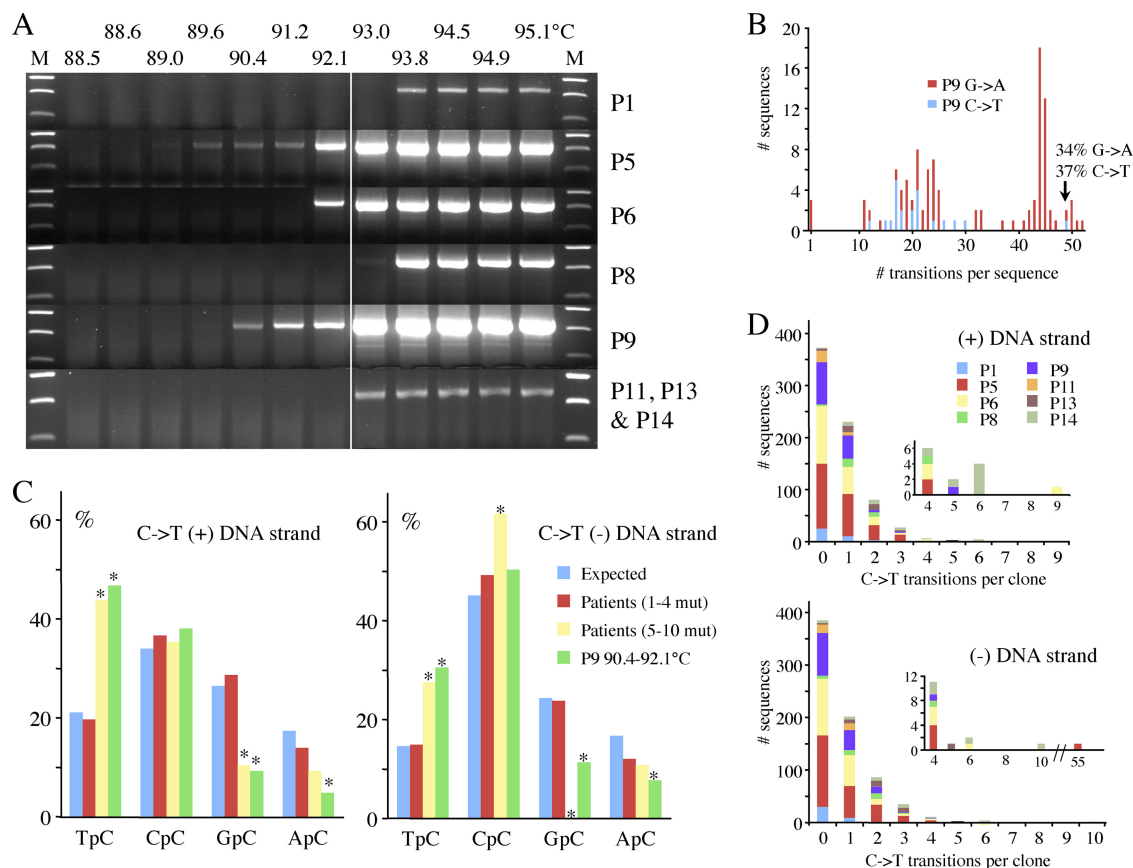 A
88.6 89.6 91.2 93.0 94.5 95.1°C
M 88.5 89.0 90.4 92.1 93.8 94.9 M
P1
P5
P6
P8
P9
P11, P13
& P14
B
# sequences
20
16
12
8
4
0
P9 G->A
P9 C->T
34% G->A
37% C->T
1 10 20 30 40 50
# transitions per sequence
C
%
C->T (+) DNA strand
60
40
20
0
* * * * *
TpC CpC GpC ApC
%
C->T (-) DNA strand
60
40
20
0
Expected
Patients (1-4 mut)
Patients (5-10 mut)
P9 90.4-92.1°C
* * * * * *
TpC CpC GpC ApC
D
(+) DNA strand
# sequences
400
300
200
100
0
P1 P9
P5 P11
P6 P13
P8 P14
6
4
2
0
4 5 6 7 8 9
0 1 2 3 4 5 6 7 8 9
C->T transitions per clone
(-) DNA strand
# sequences
400
300
200
100
0
12
8
4
0
4 6 8 10 // 55
0 1 2 3 4 5 6 7 8 9 10
C->T transitions per clone